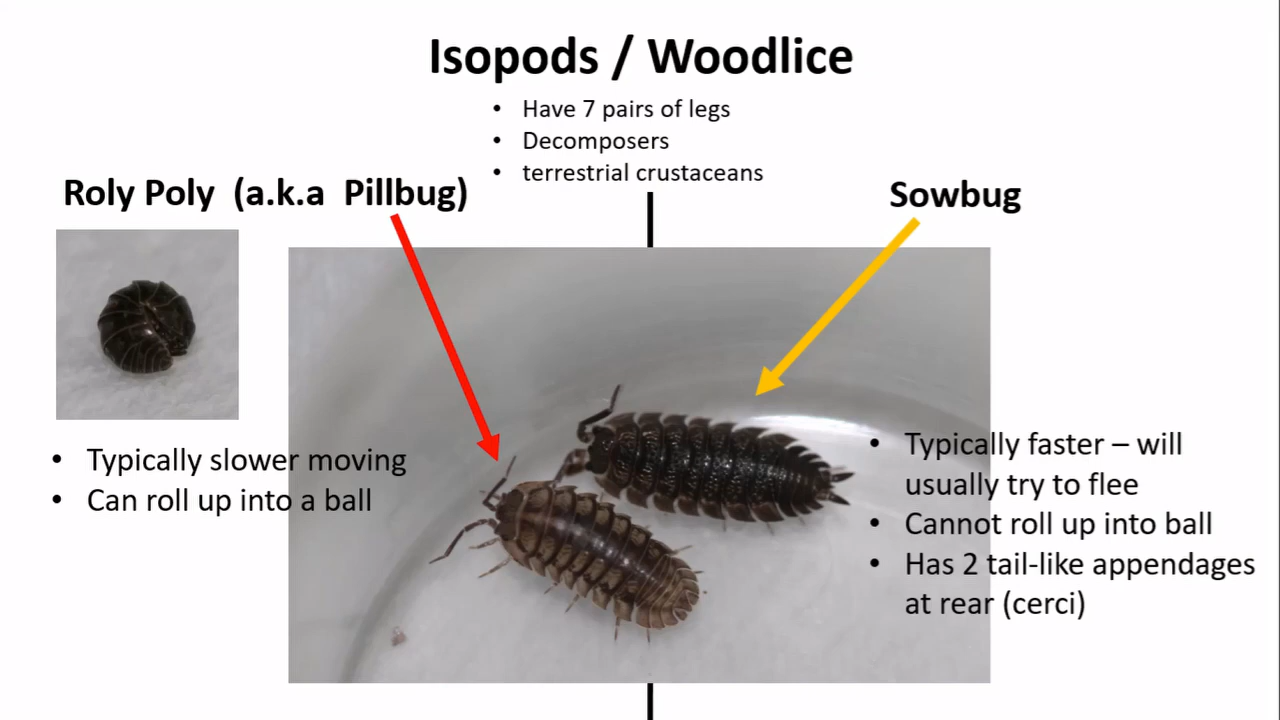 Isopods / Woodlice
• Have 7 pairs of legs
• Decomposers
• terrestrial crustaceans
Roly Poly (a.k.a Pillbug)
• Typically slower moving
• Can roll up into a ball
Sowbug
• Typically faster – will
usually try to flee
• Cannot roll up into ball
• Has 2 tail-like appendages
at rear (cerci)